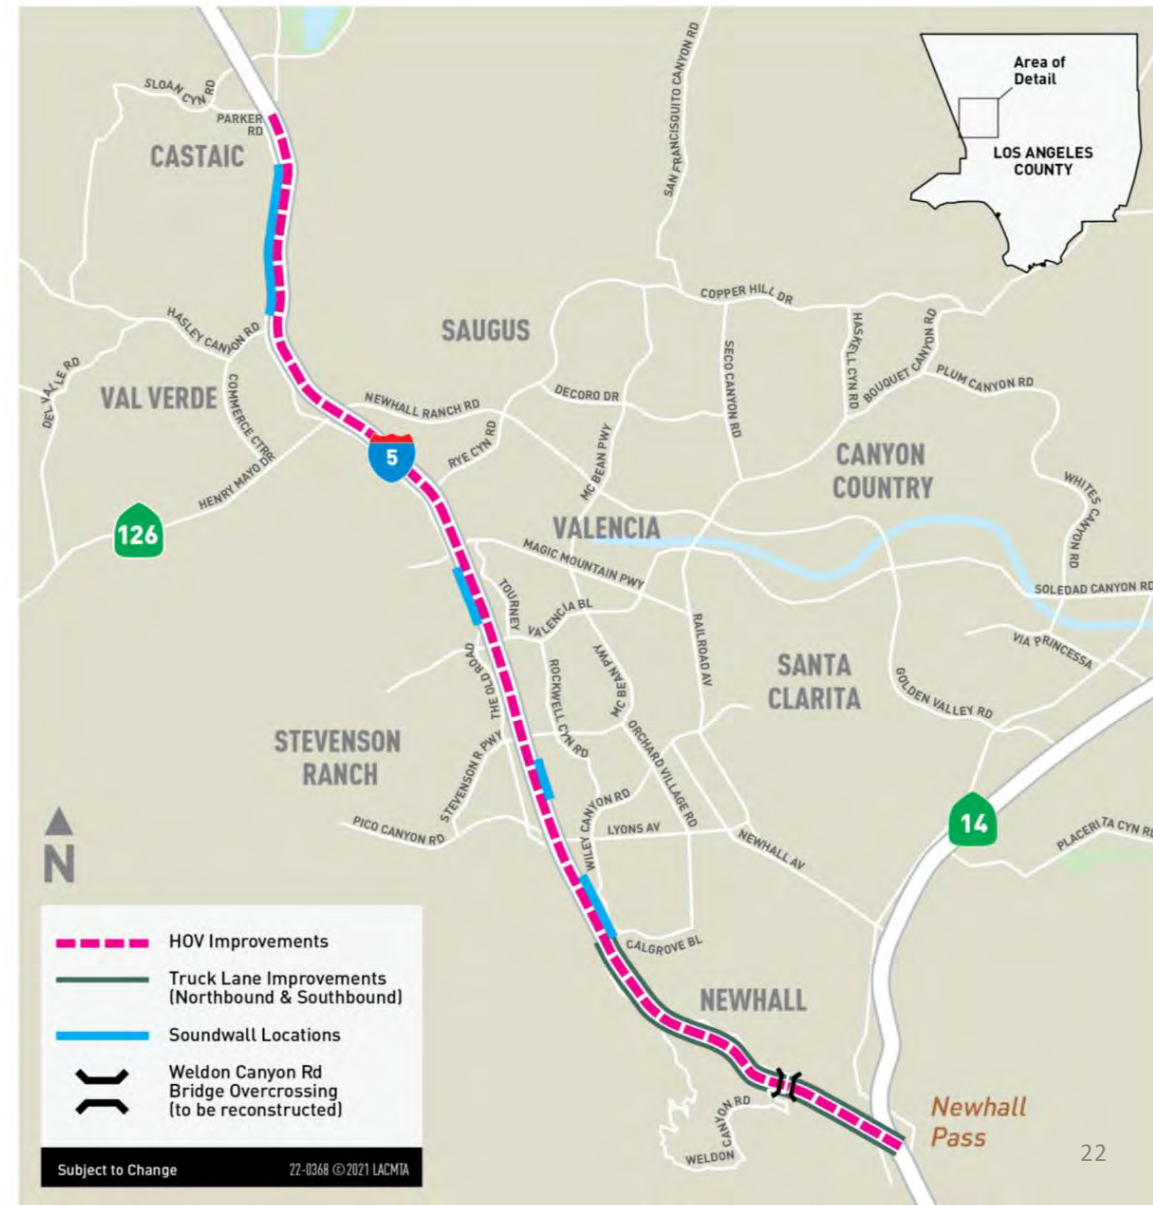 SLOAN CYN RD
PARKER
RD
CASTAIC
SAN FRANCISQUITO CANYON RD
Area of
Detail
LOS ANGELES
COUNTY
COPPER HILL DR
HASLEY CANYON RD
SAUGUS
HASKELL CYN RD
BOUQUET CANYON RD
SECO CANYON RD
PLUM CANYON RD
DEL VALLE RD
VAL VERDE
COMMERCE CTR
NEWHALL RANCH RD
DECORO DR
RYE CYN RD
MC BEAN PWY
5
HENRY MAYO DR
CANYON
COUNTRY
WHITES CANYON RD
126
VALENCIA
MAGIC MOUNTAIN PWY
SOLEDAD CANYON RD
TOURNEY
VALENCIA BL
RAILROAD AV
VIA PRINCESSA
THE OLD ROAD
ROCKWELL CYN RD
MC BEAN PWY
SANTA
CLARITA
GOLDEN VALLEY RD
STEVENSON
RANCH
STEVENSON R PWY
ORCHARD VILLAGE RD
PICO CANYON RD
WILEY CANYON RD
LYONS AV
NEWHALL AV
14
PLACERITA CYN RD
N
CALGROVE BL
NEWHALL
HOV Improvements
Truck Lane Improvements
(Northbound & Southbound)
Soundwall Locations
Weldon Canyon Rd
Bridge Overcrossing
(to be reconstructed)
WELDON CANYON RD
Newhall
Pass
22
Subject to Change
22-0368 ©2021 LACMTA